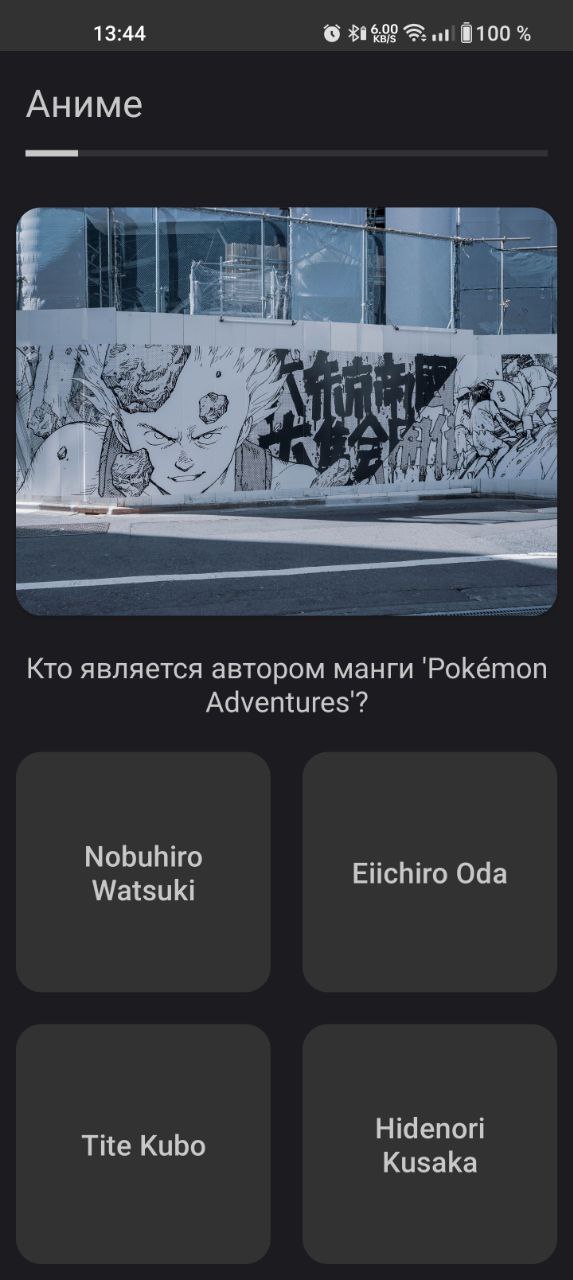 13:44
6.00
KB/S
100 %
Аниме
Кто является автором манги 'Pokémon
Adventures'?
Nobuhiro
Watsuki
Eiichiro Oda
Tite Kubo
Hidenori
Kusaka